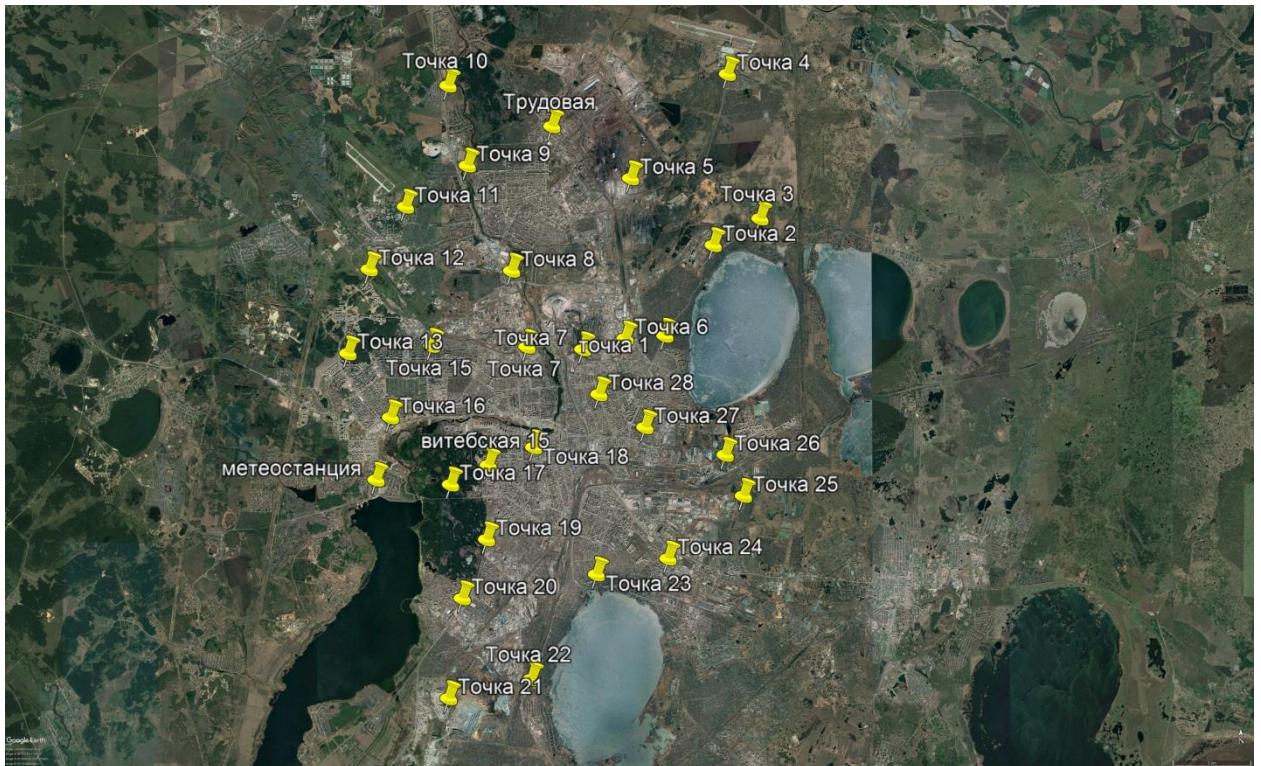 Точка 10
Точка 4
Трудовая
Точка 9
Точка 5
Точка 11
Точка 3
Точка 2
Точка 12
Точка 8
Точка 6
Точка 7
точка 1
Точка 13
Точка 15
Точка 7
Точка 28
Точка 16
Точка 27
витебская 15
Точка 26
Точка 18
метеостанция
Точка 17
Точка 25
Точка 19
Точка 24
Точка 23
Точка 20
Точка 22
Точка 21
Google Earth